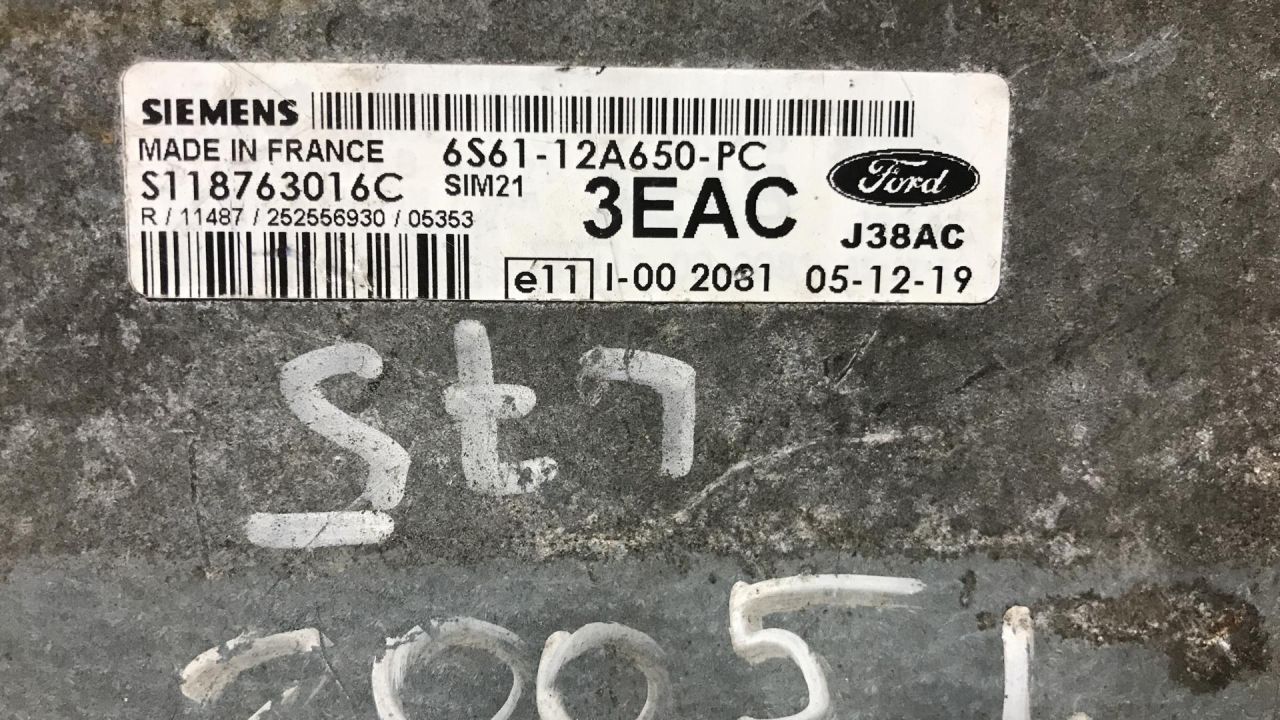 SIEMENS
MADE IN FRANCE 6S61-12A650-PC
S118763016C SIM21 3EAC Ford
R / 11487 / 252556930 / 05353 J38AC
e11 I-00 2081 05-12-19
2005